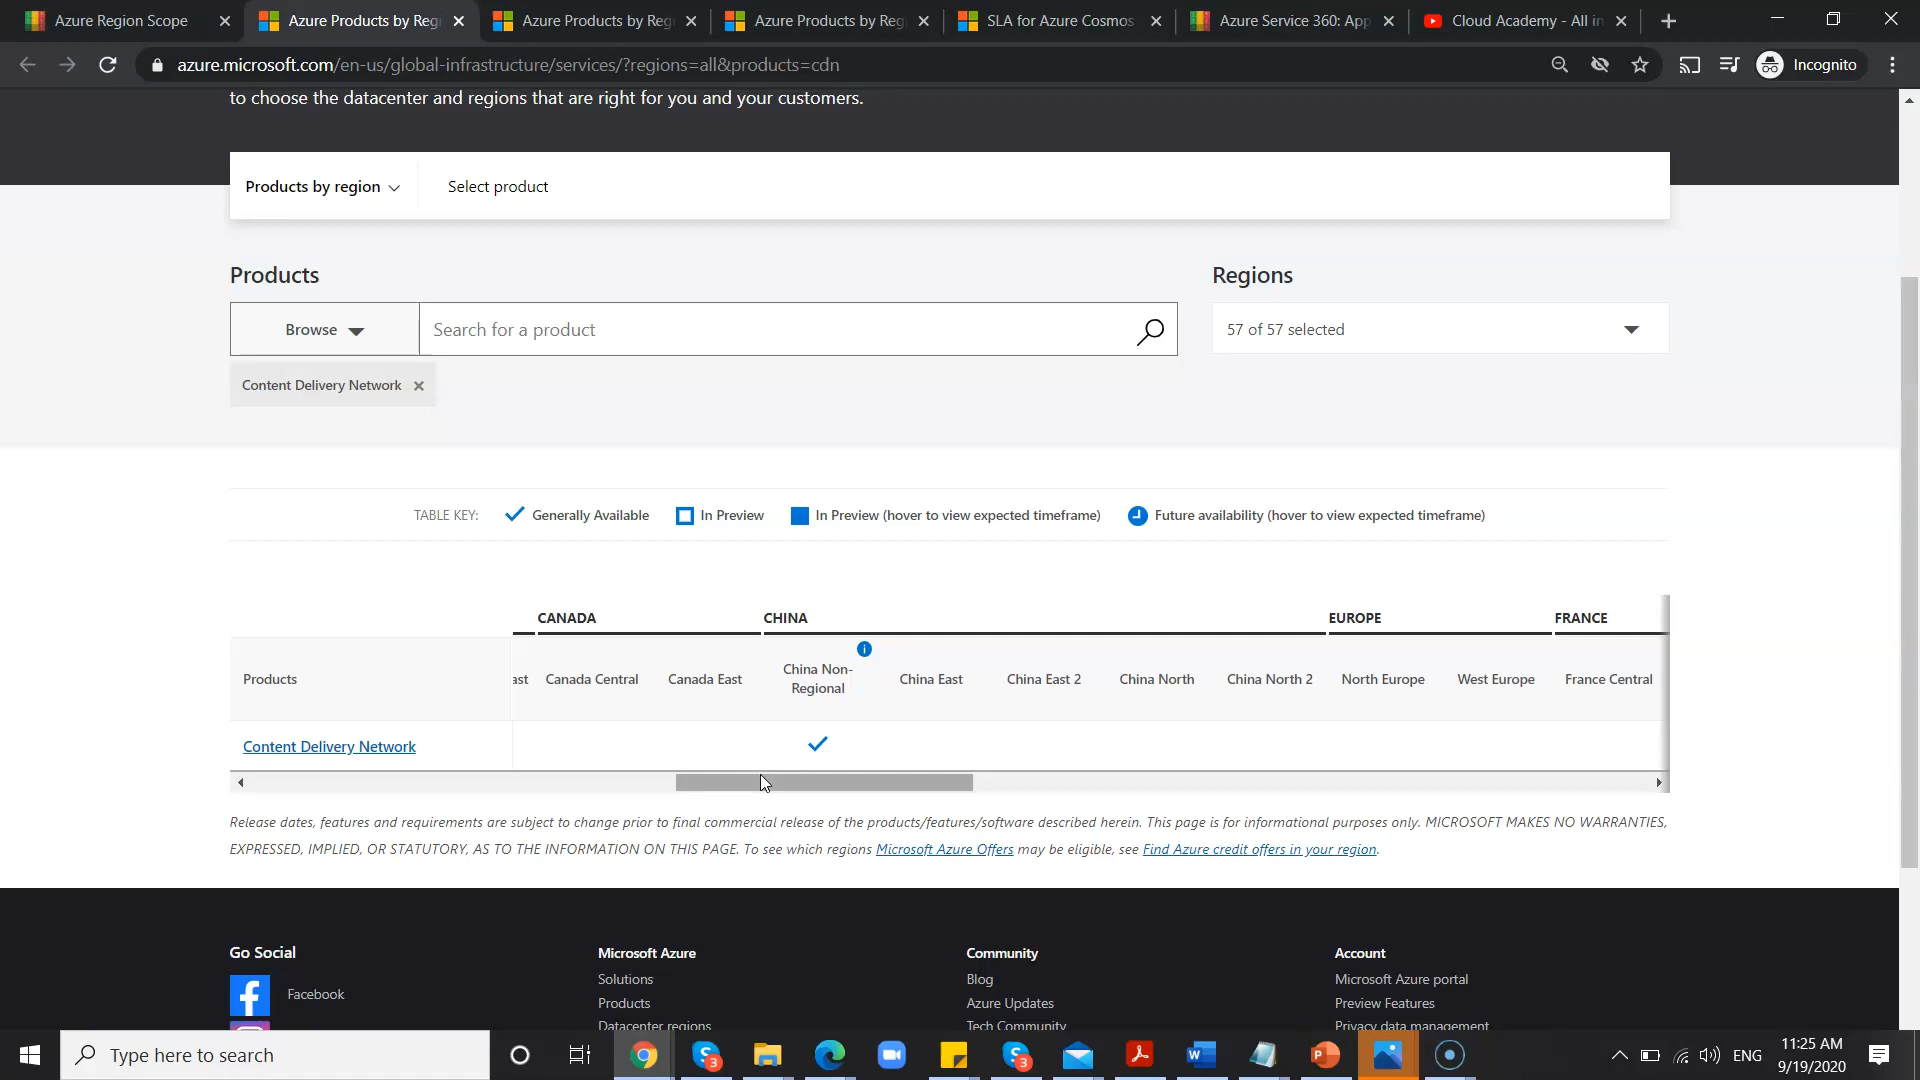 Azure Region Scope
Azure Products by Regi
Azure Products by Reg
Azure Products by Reg
SLA for Azure Cosmos
Azure Service 360: App
Cloud Academy - All in
azure.microsoft.com/en-us/global-infrastructure/services/?regions=all&products=cdn
Incognito
to choose the datacenter and regions that are right for you and your customers.
Products by region
Select product
Products
Regions
Browse
Search for a product
57 of 57 selected
Content Delivery Network
TABLE KEY:
Generally Available
In Preview
In Preview (hover to view expected timeframe)
Future availability (hover to view expected timeframe)
CANADA
CHINA
EUROPE
FRANCE
Products
ast
Canada Central
Canada East
China Non-
Regional
China East
China East 2
China North
China North 2
North Europe
West Europe
France Central
Content Delivery Network
Release dates, features and requirements are subject to change prior to final commercial release of the products/features/software described herein. This page is for informational purposes only. MICROSOFT MAKES NO WARRANTIES,
EXPRESSED, IMPLIED, OR STATUTORY, AS TO THE INFORMATION ON THIS PAGE. To see which regions Microsoft Azure Offers may be eligible, see Find Azure credit offers in your region.
Go Social
Microsoft Azure
Community
Account
Facebook
Solutions
Blog
Microsoft Azure portal
Products
Azure Updates
Preview Features
Datacenter regions
Tech Community
Privacy data management
Type here to search
3
3
ENG
11:25 AM
9/19/2020